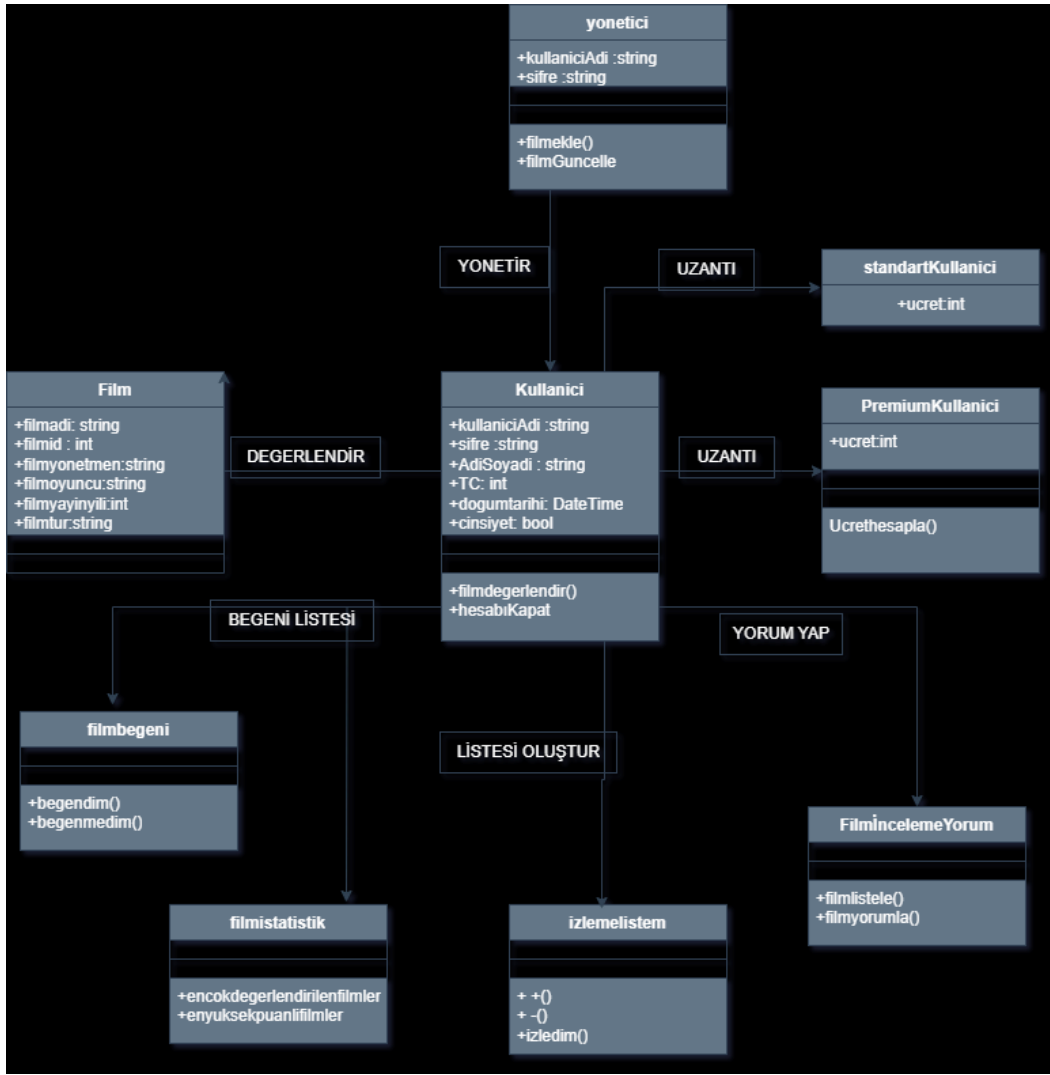 yonetici
+kullaniciAdi :string
+sifre :string
+filmekle()
+filmGuncelle
YONETİR
UZANTI
standartKullanici
+ucret:int
Film
+filmadi: string
+filmid : int
+filmyonetmen:string
+filmoyuncu:string
+filmyayinyili:int
+filmtur:string
DEGERLENDİR
Kullanici
+kullaniciAdi :string
+sifre :string
+AdiSoyadi : string
+TC: int
+dogumtarihi: DateTime
+cinsiyet: bool
+filmdegerlendir()
+hesabıKapat
UZANTI
PremiumKullanici
+ucret:int
Ucrethesapla()
BEGENİ LİSTESİ
YORUM YAP
filmbegeni
+begendim()
+begenmedim()
LİSTESİ OLUŞTUR
FilmİncelemeYorum
+filmlistele()
+filmyorumla()
filmistatistik
+encokdegerlendirilenfilmler
+enyuksekpuanlifilmler
izlemelistem
+ +()
+ -()
+izledim()